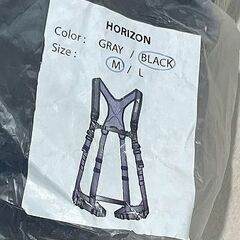 HORIZON
Color : GRAY / BLACK
Size : M / L